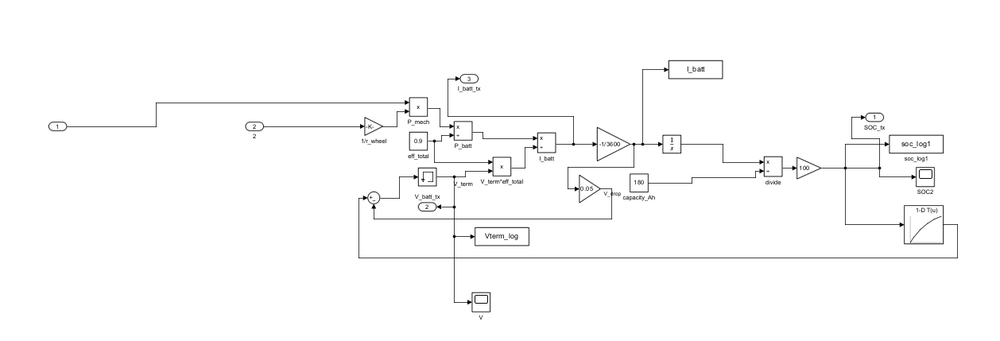 I_batt
3
I_batt_tx
x
P_mech
1
2
2
-K-
1/r_wheel
x
÷
P_batt
0.9
eff_total
x
÷
I_batt
-1/3600
1
s
1
SOC_tx
soc_log1
soc_log1
x
V_term*eff_total
x
÷
divide
100
SOC2
V_term
0.05
V_drop
180
capacity_Ah
+
-
V_batt_tx
2
1-D T(u)
Vterm_log
V